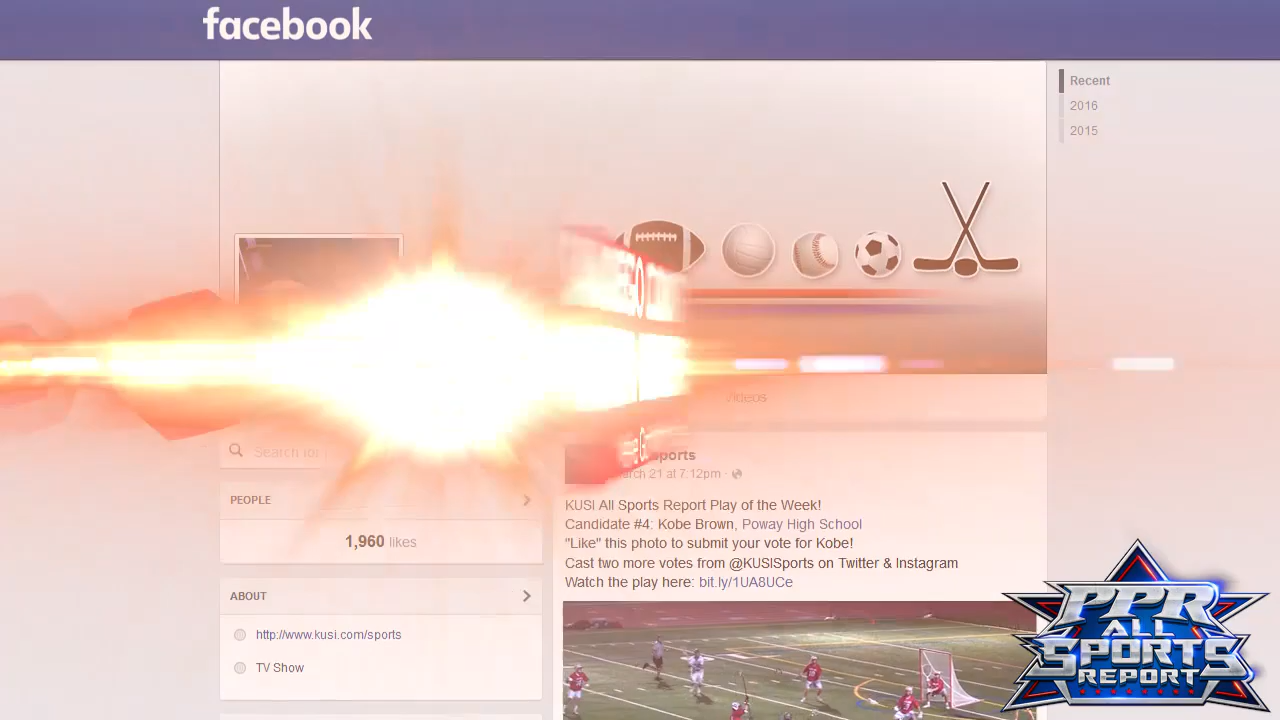 facebook
Recent
2016
2015
Videos
Search for
sports
March 21 at 7:12pm ·
PEOPLE
1,960 likes
ABOUT
http://www.kusi.com/sports
TV Show
KUSI All Sports Report Play of the Week!
Candidate #4: Kobe Brown, Poway High School
"Like" this photo to submit your vote for Kobe!
Cast two more votes from @KUSISports on Twitter & Instagram
Watch the play here: bit.ly/1UA8UCe
PPR
ALL
SPORTS
REPORT